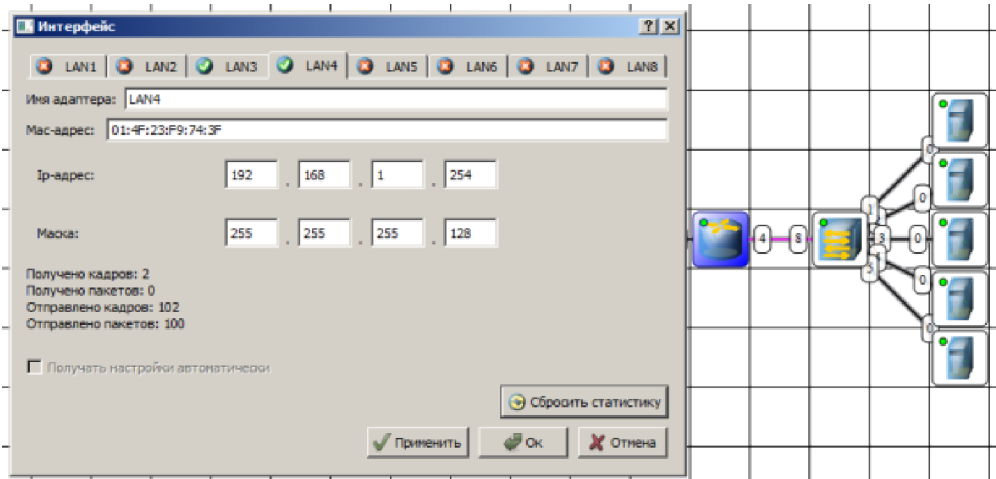 Интерфейс
LAN1 LAN2 LAN3 LAN4 LAN5 LAN6 LAN7 LAN8
Имя адаптера: LAN4
Mac-адрес: 01:4F:23:F9:74:3F
Ip-адрес: 192 . 168 . 1 . 254
Маска: 255 . 255 . 255 . 128
Получено кадров: 2
Получено пакетов: 0
Отправлено кадров: 102
Отправлено пакетов: 100
Получать настройки автоматически
Сбросить статистику
Применить Ок Отмена
0
1 0
4 8 3 0
5 0
0